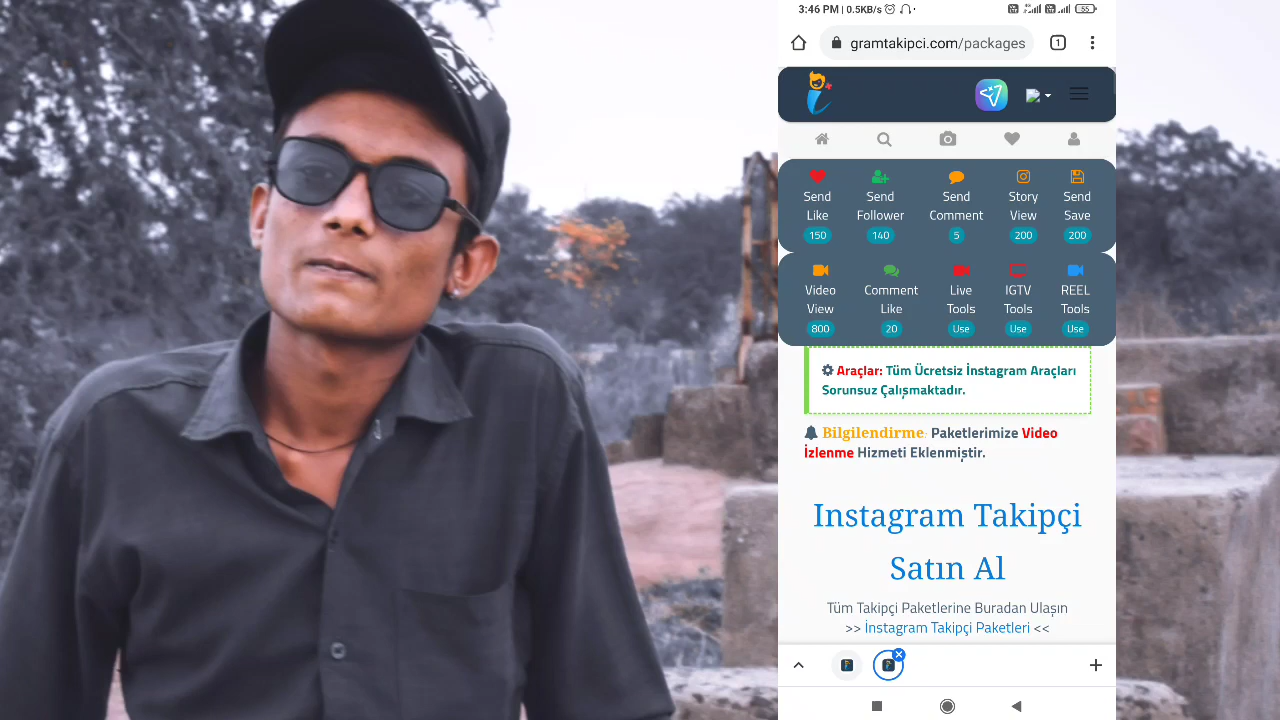 3:46 PM | 0.5KB/s
55
gramtakipci.com/packages
1
Send Like
150
Send Follower
140
Send Comment
5
Story View
200
Send Save
200
Video View
800
Comment Like
20
Live Tools
Use
IGTV Tools
Use
REEL Tools
Use
Araçlar: Tüm Ücretsiz İnstagram Araçları
Sorunsuz Çalışmaktadır.
Bilgilendirme: Paketlerimize Video
İzlenme Hizmeti Eklenmiştir.
Instagram Takipçi
Satın Al
Tüm Takipçi Paketlerine Buradan Ulaşın
>> İnstagram Takipçi Paketleri <<